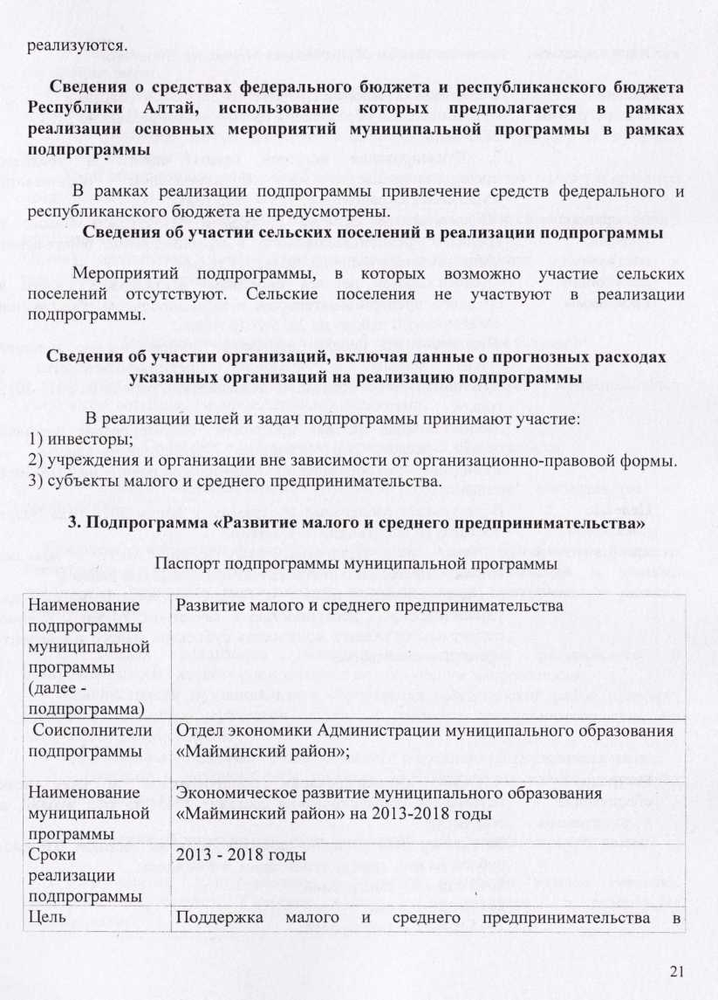 реализуются.
Сведения о средствах федерального бюджета и республиканского бюджета
Республики Алтай, использование которых предполагается в рамках
реализации основных мероприятий муниципальной программы в рамках
подпрограммы
В рамках реализации подпрограммы привлечение средств федерального и
республиканского бюджета не предусмотрены.
Сведения об участии сельских поселений в реализации подпрограммы
Мероприятий подпрограммы, в которых возможно участие сельских
поселений отсутствуют. Сельские поселения не участвуют в реализации
подпрограммы.
Сведения об участии организаций, включая данные о прогнозных расходах
указанных организаций на реализацию подпрограммы
В реализации целей и задач подпрограммы принимают участие:
1) инвесторы;
2) учреждения и организации вне зависимости от организационно-правовой формы.
3) субъекты малого и среднего предпринимательства.
3. Подпрограмма «Развитие малого и среднего предпринимательства»
Паспорт подпрограммы муниципальной программы
Наименование
подпрограммы
муниципальной
программы
(далее -
подпрограмма)
Развитие малого и среднего предпринимательства
Соисполнители
подпрограммы
Отдел экономики Администрации муниципального образования
«Майминский район»;
Наименование
муниципальной
программы
Экономическое развитие муниципального образования
«Майминский район» на 2013-2018 годы
Сроки
реализации
подпрограммы
2013 - 2018 годы
Цель
Поддержка малого и среднего предпринимательства в
21